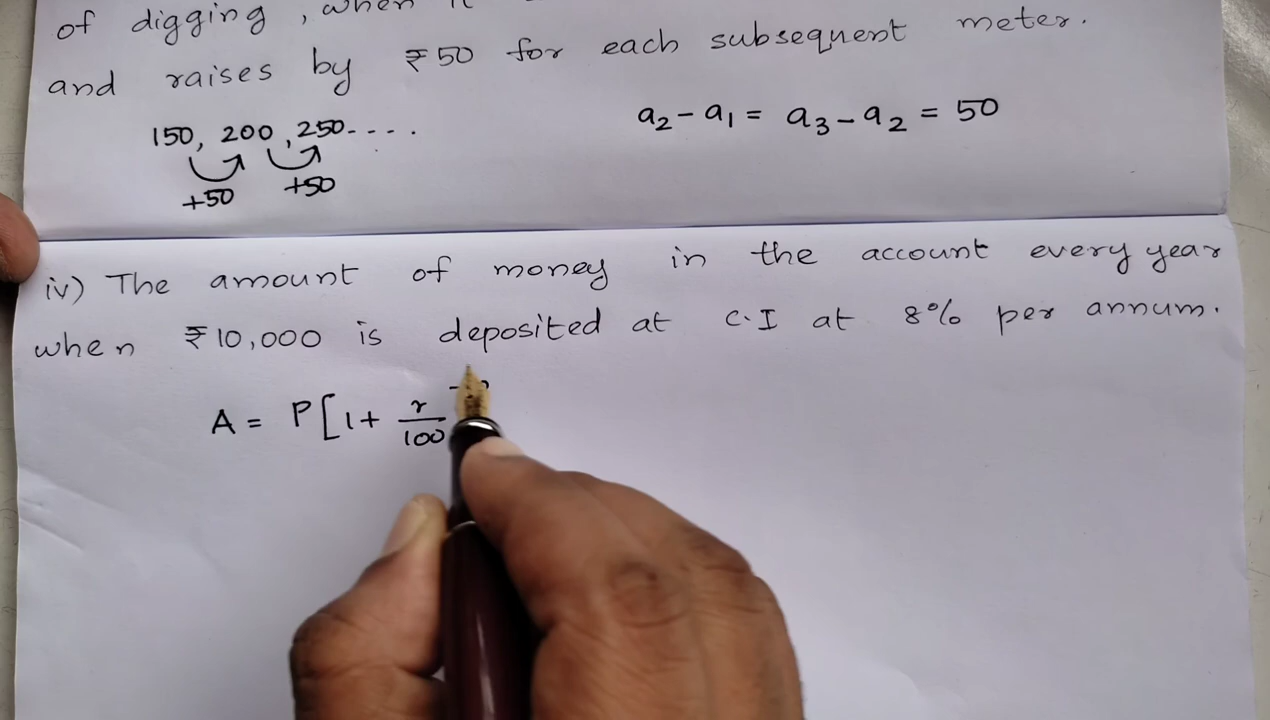 of digging , when it
and raises by ₹50 for each subsequent meter.
150, 200 , 250- - - .
+50 +50
a₂ - a₁ = a₃ - a₂ = 50
iv) The amount of money in the account every year
when ₹10,000 is deposited at C.I at 8% per annum.
A = P[1+ r/100